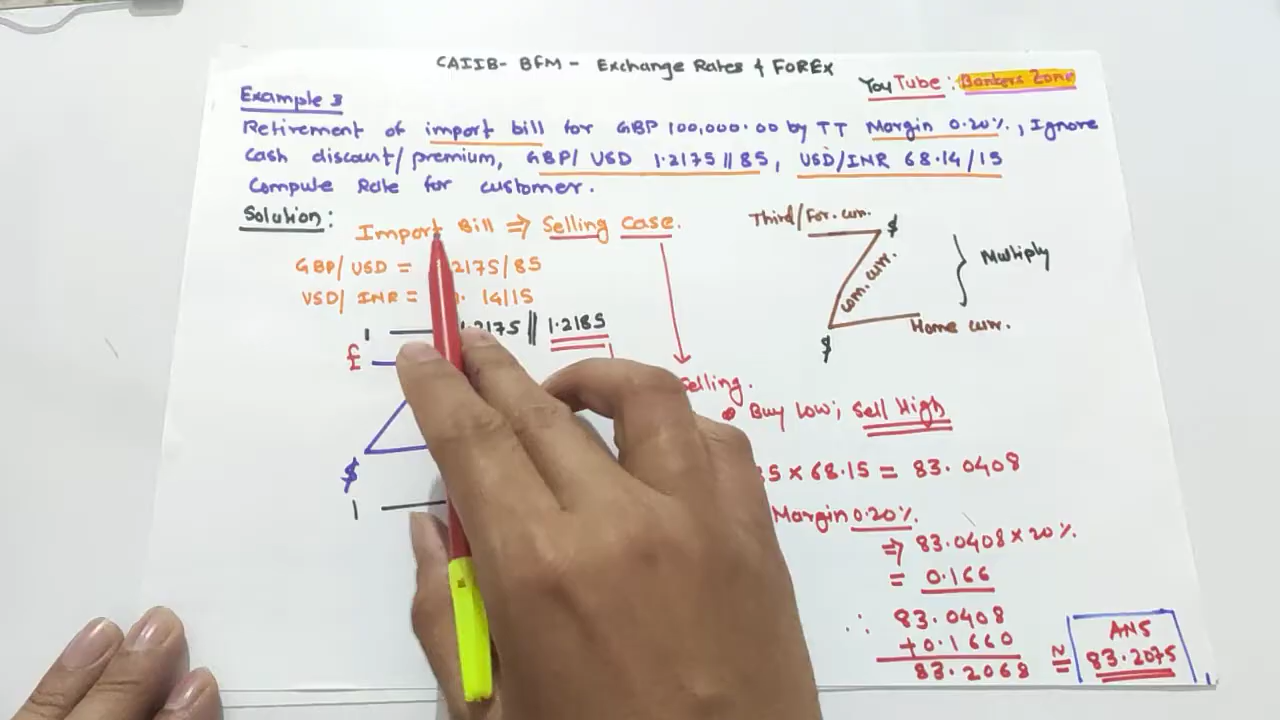 CAIIB- BFM - Exchange Rates & FOREX
YouTube: Bankers Zone
Example 3
Retirement of import bill for GBP 100,000.00 by TT Margin 0.20%, Ignore
Cash discount/premium, GBP/USD 1.2175 || 85, USD/INR 68.14/15
Compute Rate for customer.
Solution:
Import Bill ⇒ Selling Case.
GBP/USD = 2175/85
USD/INR = 14/15
1 2175 || 1.2185
£
$
1
Third/For. curr. $
Com. curr.
} Multiply
Home curr.
$
Selling.
Buy Low; Sell High
85 x 68.15 = 83.0408
Margin 0.20%.
⇒ 83.0408 x 20%.
= 0.166
∴ 83.0408
+0.1660
83.2068 ≅
ANS
83.2075